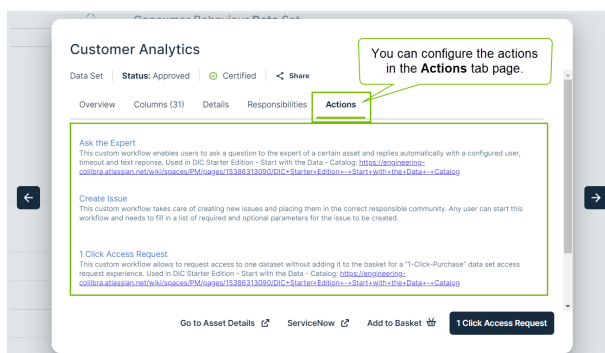 Consumer Behaviour Data Set
Customer Analytics
You can configure the actions
in the Actions tab page.
Data Set Status: Approved Certified Share
Overview Columns (31) Details Responsibilities Actions
Ask the Expert
This custom workflow enables users to ask a question to the expert of a certain asset and replies automatically with a configured user,
timeout and text reponse. Used in DIC Starter Edition - Start with the Data - Catalog: https://engineering-
collibra.atlassian.net/wiki/spaces/PM/pages/15386313090/DIC+Starter+Edition+-+Start+with+the+Data+-+Catalog
Create Issue
This custom workflow takes care of creating new issues and placing them in the correct responsible community. Any user can start this
workflow and needs to fill in a list of required and optional parameters for the issue to be created.
1 Click Access Request
This custom workflow allows to request access to one dataset without adding it to the basket for a "1-Click-Purchase" data set access
request experience. Used in DIC Starter Edition - Start with the Data - Catalog: https://engineering-
collibra.atlassian.net/wiki/spaces/PM/pages/15386313090/DIC+Starter+Edition+-+Start+with+the+Data+-+Catalog
Go to Asset Details ServiceNow Add to Basket 1 Click Access Request